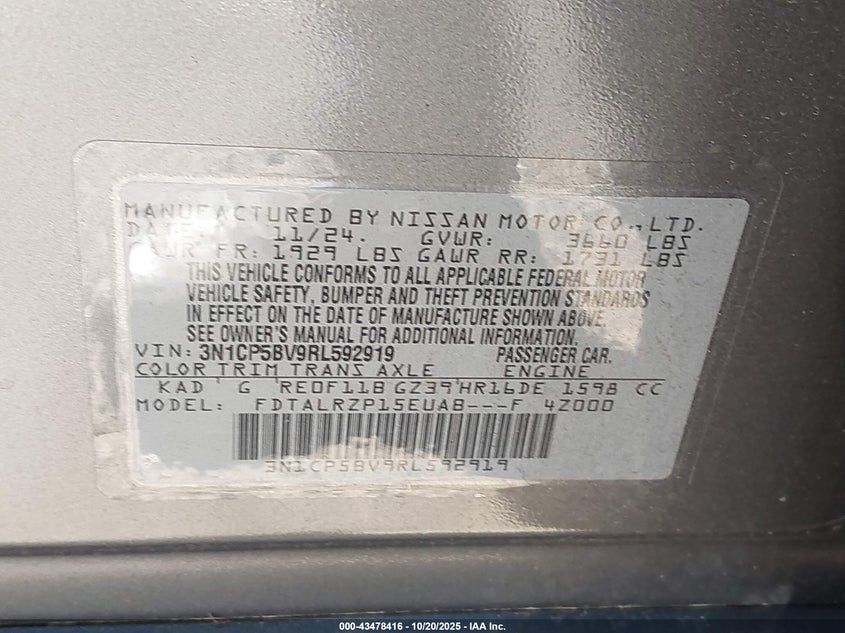 MANUFACTURED BY NISSAN MOTOR CO., LTD.
DATE 11/24. GVWR: 3660 LBS
GAWR FR: 1929 LBS GAWR RR: 1731 LBS
THIS VEHICLE CONFORMS TO ALL APPLICABLE FEDERAL MOTOR
VEHICLE SAFETY, BUMPER AND THEFT PREVENTION STANDARDS
IN EFFECT ON THE DATE OF MANUFACTURE SHOWN ABOVE.
SEE OWNER'S MANUAL FOR ADDITIONAL INFORMATION.
VIN: 3N1CP5BV9RL592919 PASSENGER CAR.
COLOR TRIM TRANS AXLE ENGINE
KAD G RE0F11B GZ39 HR16DE 1598 CC
MODEL: FDTALRZP15EUAB---F 4Z000
3N1CP5BV9RL592919
000-43478416 - 10/20/2025 - IAA Inc.